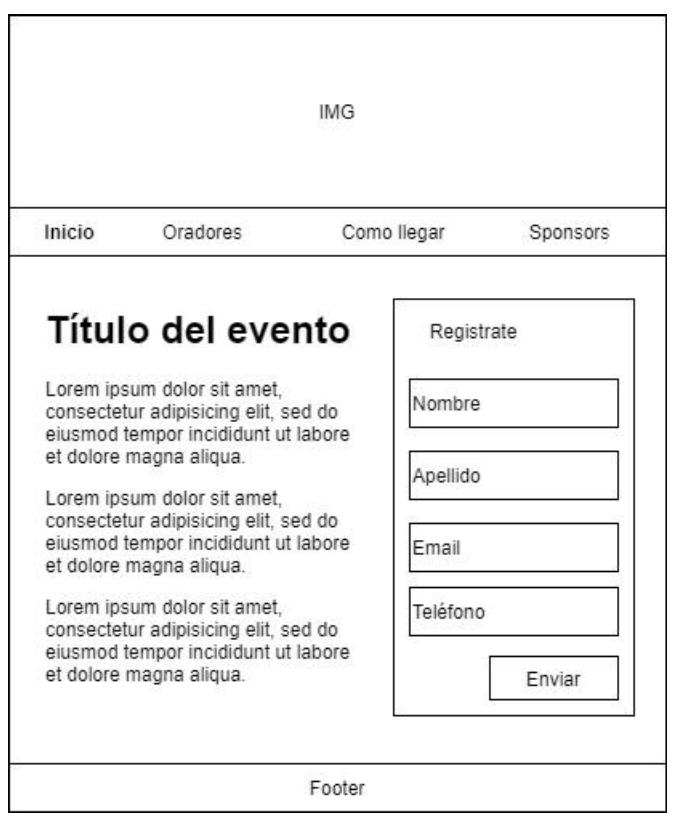 IMG
Inicio
Oradores
Como llegar
Sponsors
Título del evento
Lorem ipsum dolor sit amet,
consectetur adipisicing elit, sed do
eiusmod tempor incididunt ut labore
et dolore magna aliqua.
Lorem ipsum dolor sit amet,
consectetur adipisicing elit, sed do
eiusmod tempor incididunt ut labore
et dolore magna aliqua.
Lorem ipsum dolor sit amet,
consectetur adipisicing elit, sed do
eiusmod tempor incididunt ut labore
et dolore magna aliqua.
Registrate
Nombre
Apellido
Email
Teléfono
Enviar
Footer